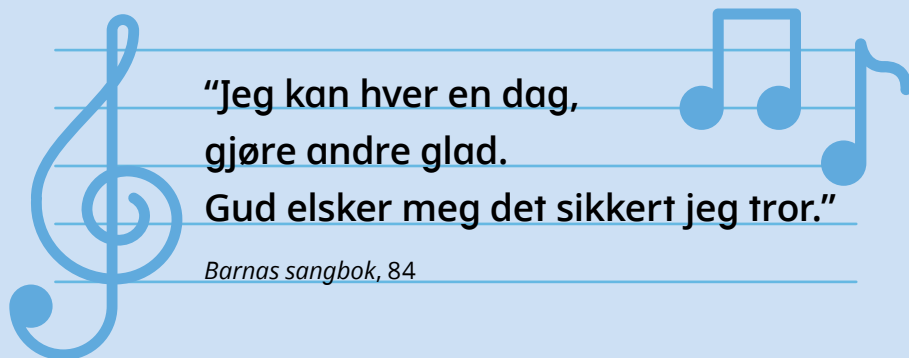 “Jeg kan hver en dag,
gjøre andre glad.
Gud elsker meg det sikkert jeg tror.”
Barnas sangbok, 84